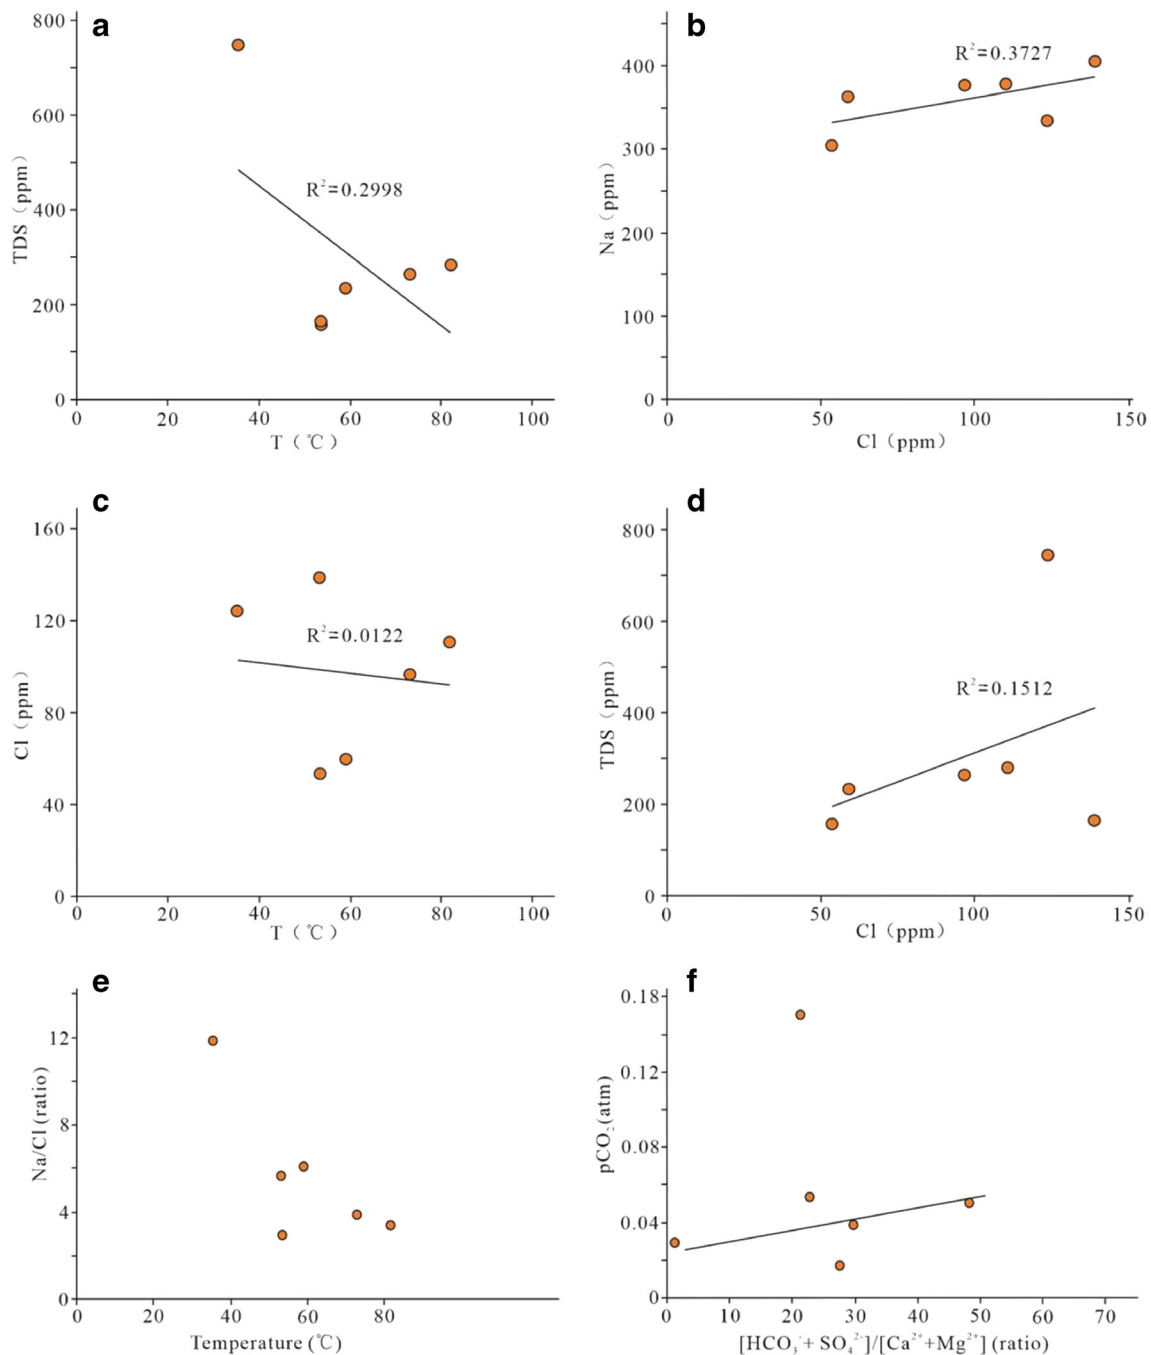 a
800
600
400
200
0
TDS（ppm）
R²=0.2998
0 20 40 60 80 100
T（℃）
b
400
300
200
100
0
Na（ppm）
R²=0.3727
0 50 100 150
Cl（ppm）
c
160
120
80
40
0
Cl（ppm）
R²=0.0122
0 20 40 60 80 100
T（℃）
d
800
600
400
200
0
TDS（ppm）
R²=0.1512
0 50 100 150
Cl（ppm）
e
12
8
4
0
Na/Cl (ratio)
0 20 40 60 80
Temperature (℃)
f
0.18
0.12
0.08
0.04
0
pCO₂(atm)
0 10 20 30 40 50 60 70
[HCO₃⁻+ SO₄²⁻]/[Ca²⁺+Mg²⁺] (ratio)